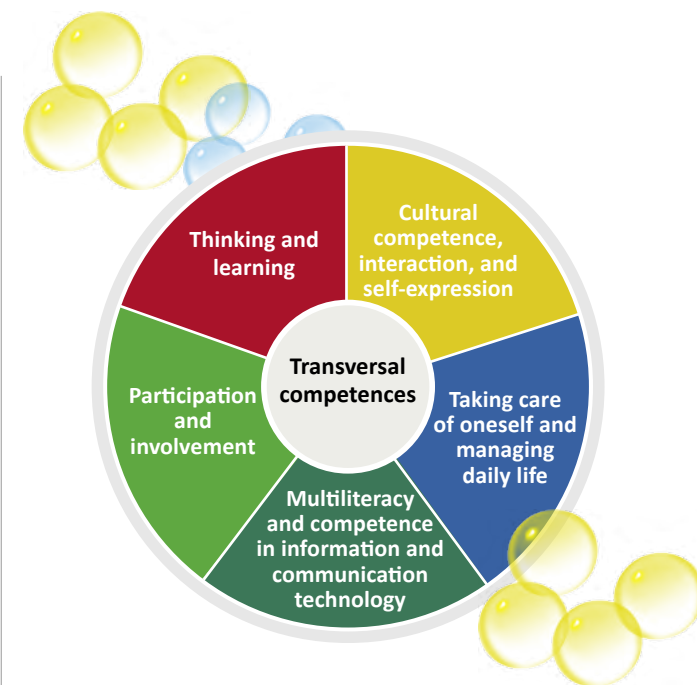 Thinking and
learning
Cultural
competence,
interaction, and
self-expression
Transversal
competences
Participation
and
involvement
Taking care
of oneself and
managing
daily life
Multiliteracy
and competence
in information and
communication
technology